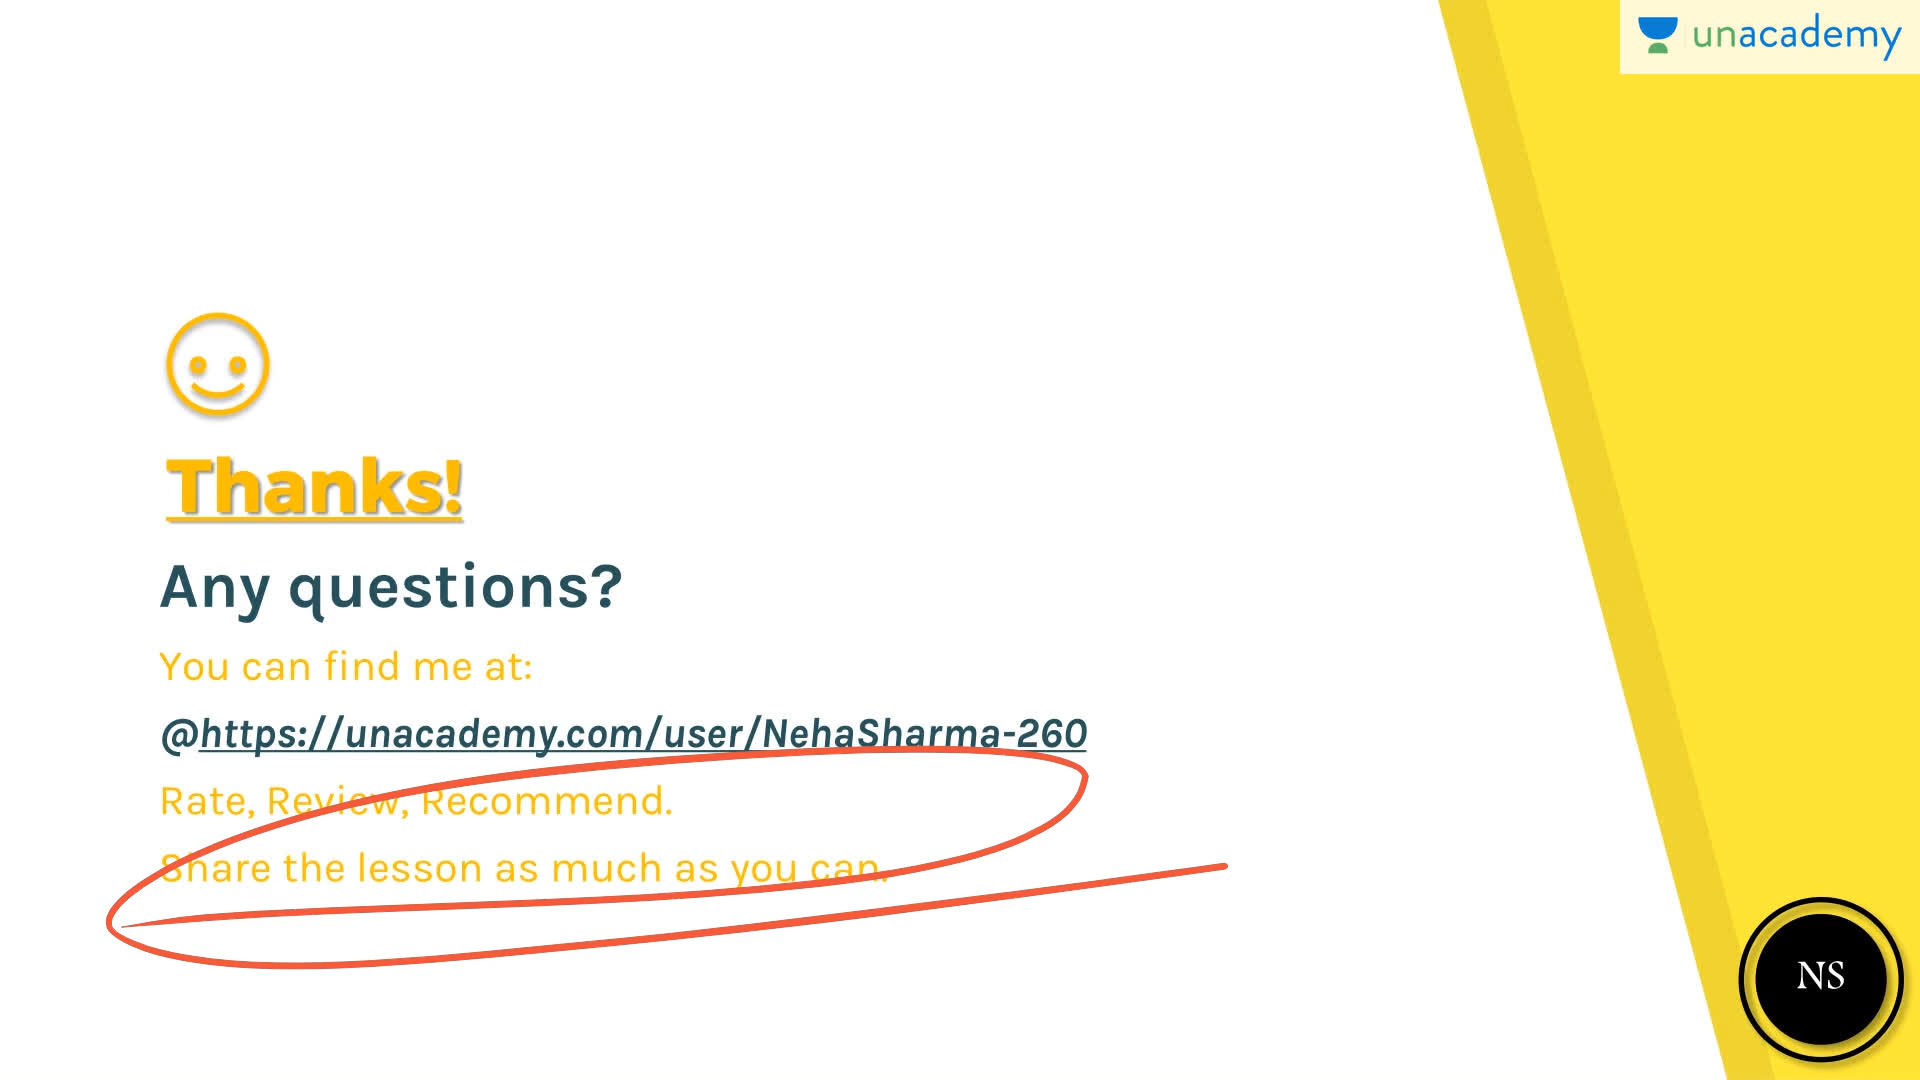 unacademy
Thanks!
Any questions?
You can find me at:
@https://unacademy.com/user/NehaSharma-260
Rate, Review, Recommend.
Share the lesson as much as you can.
NS